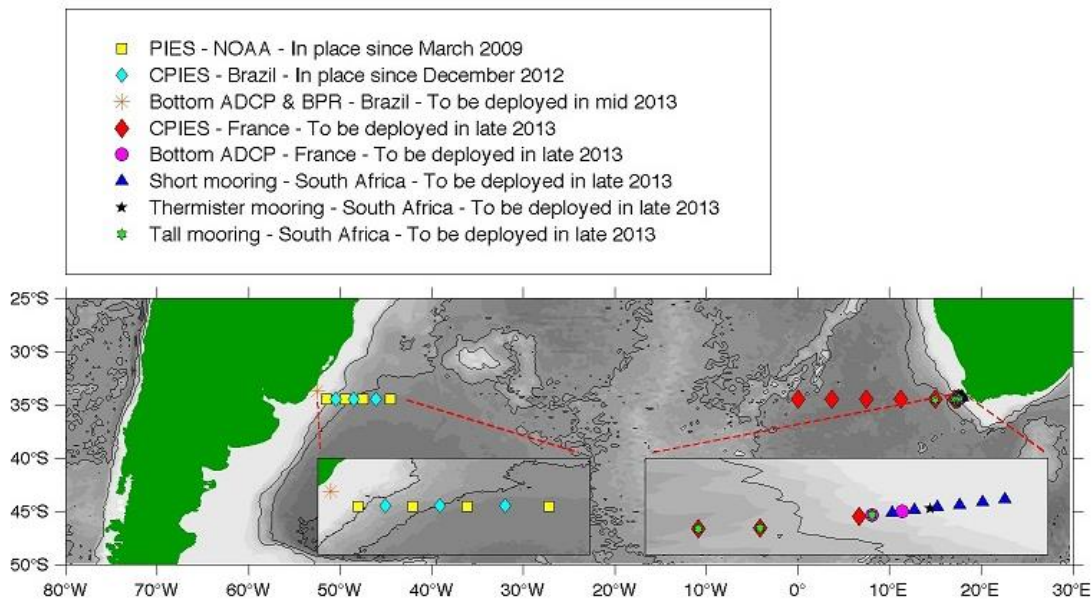 PIES - NOAA - In place since March 2009
CPIES - Brazil - In place since December 2012
Bottom ADCP & BPR - Brazil - To be deployed in mid 2013
CPIES - France - To be deployed in late 2013
Bottom ADCP - France - To be deployed in late 2013
Short mooring - South Africa - To be deployed in late 2013
Thermister mooring - South Africa - To be deployed in late 2013
Tall mooring - South Africa - To be deployed in late 2013
25°S
30°S
35°S
40°S
45°S
50°S
80°W 70°W 60°W 50°W 40°W 30°W 20°W 10°W 0°E 10°E 20°E 30°E